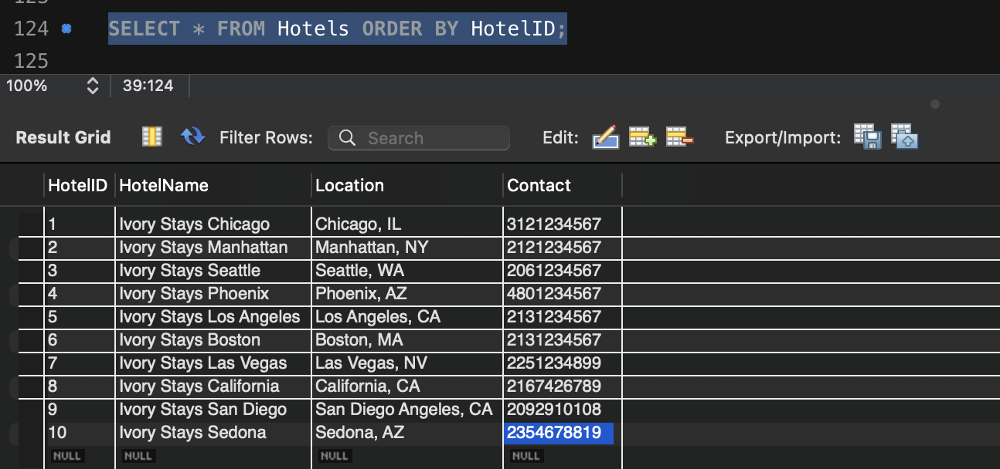 123
124 SELECT * FROM Hotels ORDER BY HotelID;
125
100% 39:124
Result Grid Filter Rows: Search Edit: Export/Import:
HotelID HotelName Location Contact
1 Ivory Stays Chicago Chicago, IL 3121234567
2 Ivory Stays Manhattan Manhattan, NY 2121234567
3 Ivory Stays Seattle Seattle, WA 2061234567
4 Ivory Stays Phoenix Phoenix, AZ 4801234567
5 Ivory Stays Los Angeles Los Angeles, CA 2131234567
6 Ivory Stays Boston Boston, MA 2131234567
7 Ivory Stays Las Vegas Las Vegas, NV 2251234899
8 Ivory Stays California California, CA 2167426789
9 Ivory Stays San Diego San Diego Angeles, CA 2092910108
10 Ivory Stays Sedona Sedona, AZ 2354678819
NULL NULL NULL NULL